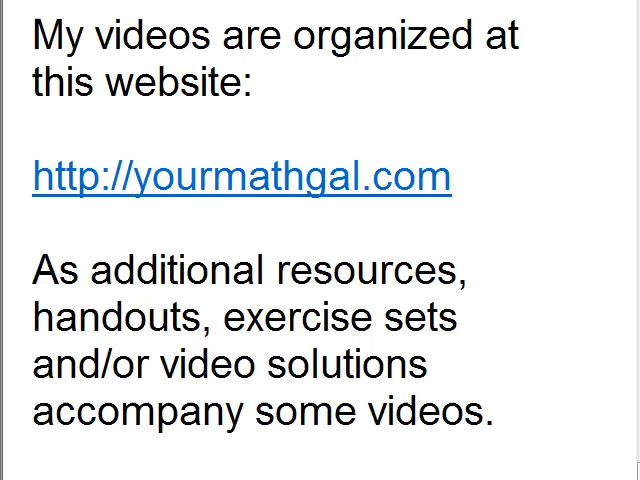 My videos are organized at
this website:
http://yourmathgal.com
As additional resources,
handouts, exercise sets
and/or video solutions
accompany some videos.